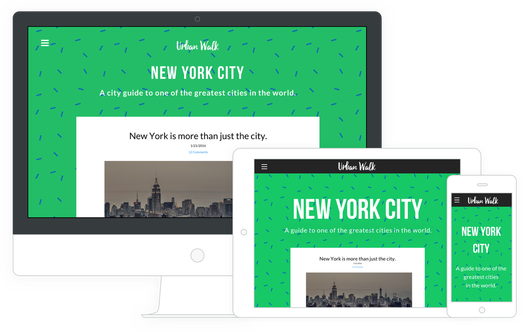 Urban Walk
NEW YORK CITY
A city guide to one of the greatest cities in the world.
New York is more than just the city.
1/21/2016
12 Comments
Urban Walk
NEW YORK CITY
A guide to one of the greatest cities in the world.
New York is more than just the city.
Urban Walk
NEW YORK
CITY
A guide to one of the
greatest cities
in the world.